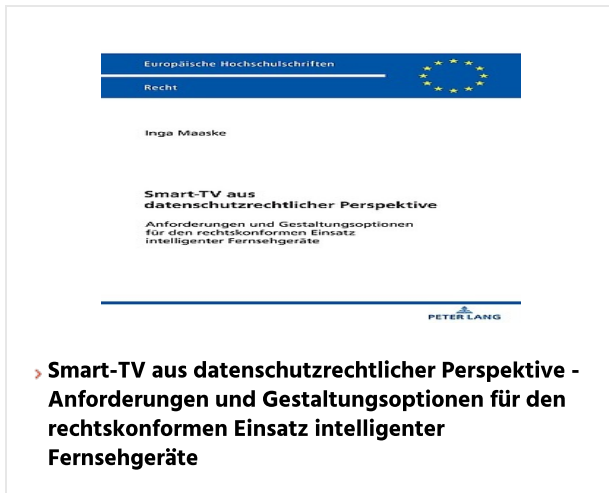 Europäische Hochschulschriften
Recht
Inga Maaske
Smart-TV aus
datenschutzrechtlicher Perspektive
Anforderungen und Gestaltungsoptionen
für den rechtskonformen Einsatz
intelligenter Fernsehgeräte
PETER LANG
Smart-TV aus datenschutzrechtlicher Perspektive -
Anforderungen und Gestaltungsoptionen für den
rechtskonformen Einsatz intelligenter
Fernsehgeräte